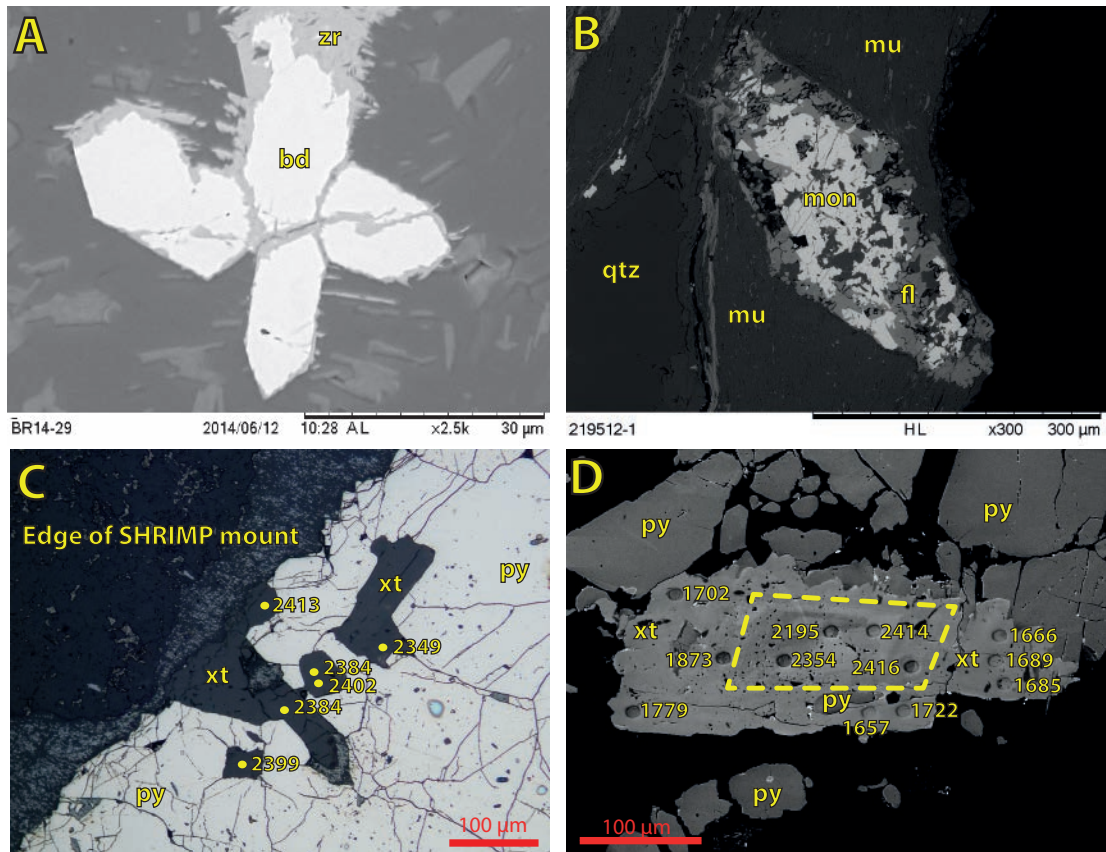 A
zr
bd
BR14-29 2014/06/12 10:28 AL x2.5k 30 µm
B
mu
mon
qtz
fl
mu
219512-1 HL x300 300 µm
C
Edge of SHRIMP mount
py
xt
2413
2349
xt
2384
2402
2384
2399
py
100 µm
D
py
py
1702
xt
2195
2414
1666
1873
2354
2416
xt
1689
1685
py
1779
1722
1657
py
100 µm